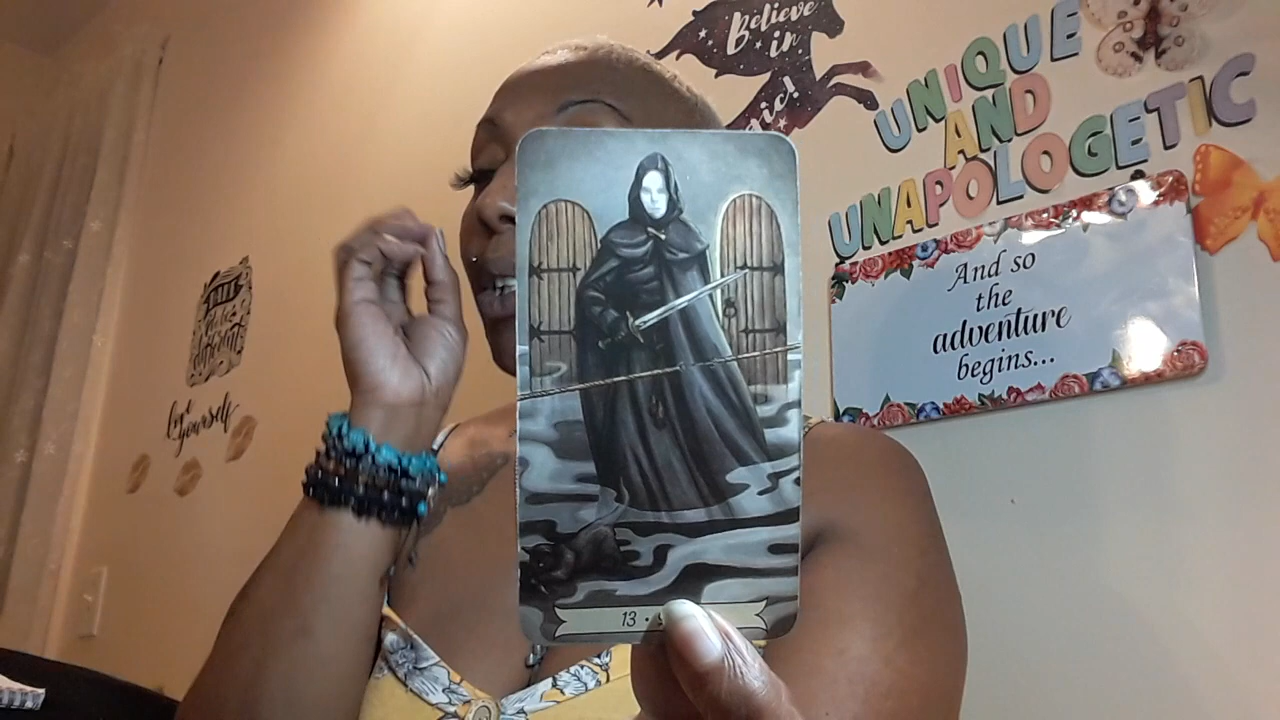 Believe
in
UNIQUE
AND
UNAPOLOGETIC
And so
the
adventure
begins...
love
yourself
13 •